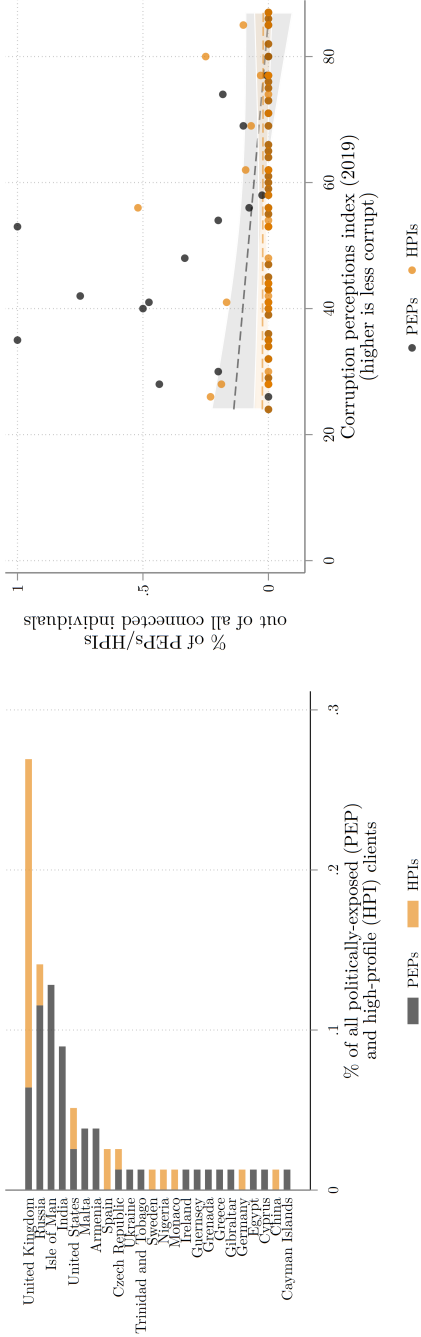 United Kingdom
Russia
Isle of Man
India
United States
Malta
Armenia
Spain
Czech Republic
Ukraine
Trinidad and Tobago
Sweden
Nigeria
Monaco
Ireland
Guernsey
Grenada
Greece
Gibraltar
Germany
Egypt
Cyprus
China
Cayman Islands
0
.1
.2
.3
% of all politically-exposed (PEP)
and high-profile (HPI) clients
PEPs
HPIs
% of PEPs/HPIs
out of all connected individuals
1
.5
0
0
20
40
60
80
Corruption perceptions index (2019)
(higher is less corrupt)
PEPs
HPIs